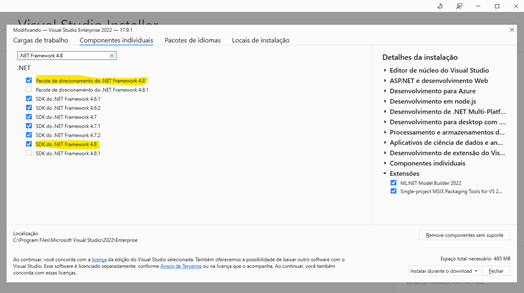 Visual Studio Installer
Modificando — Visual Studio Enterprise 2022 — 17.9.1
Cargas de trabalho Componentes individuais Pacotes de idiomas Locais de instalação
.NET Framework 4.8
.NET
Pacote de direcionamento do .NET Framework 4.8
Pacote de direcionamento do .NET Framework 4.8.1
SDK do .NET Framework 4.6.1
SDK do .NET Framework 4.6.2
SDK do .NET Framework 4.7
SDK do .NET Framework 4.7.1
SDK do .NET Framework 4.7.2
SDK do .NET Framework 4.8
SDK do .NET Framework 4.8.1
Detalhes da instalação
Editor de núcleo do Visual Studio
ASP.NET e desenvolvimento Web
Desenvolvimento para Azure
Desenvolvimento em node.js
Desenvolvimento de .NET Multi-Platf...
Desenvolvimento para desktop com ...
Processamento e armazenamentos d...
Aplicativos de ciência de dados e an...
Desenvolvimento de extensão do Vis...
Componentes individuais
Extensões
ML.NET Model Builder 2022
Single-project MSIX Packaging Tools for VS 2...
Localização
C:\Program Files\Microsoft Visual Studio\2022\Enterprise
Remove componentes sem suporte
Ao continuar, você concorda com a licença da edição do Visual Studio selecionada. Também oferecemos a possibilidade de baixar outro software com o
Visual Studio. Esse software é licenciado separadamente, conforme Avisos de Terceiros ou na licença que o acompanha. Ao continuar, você também
concorda com essas licenças.
Espaço total necessário 485 MB
Instalar durante o download
Fechar